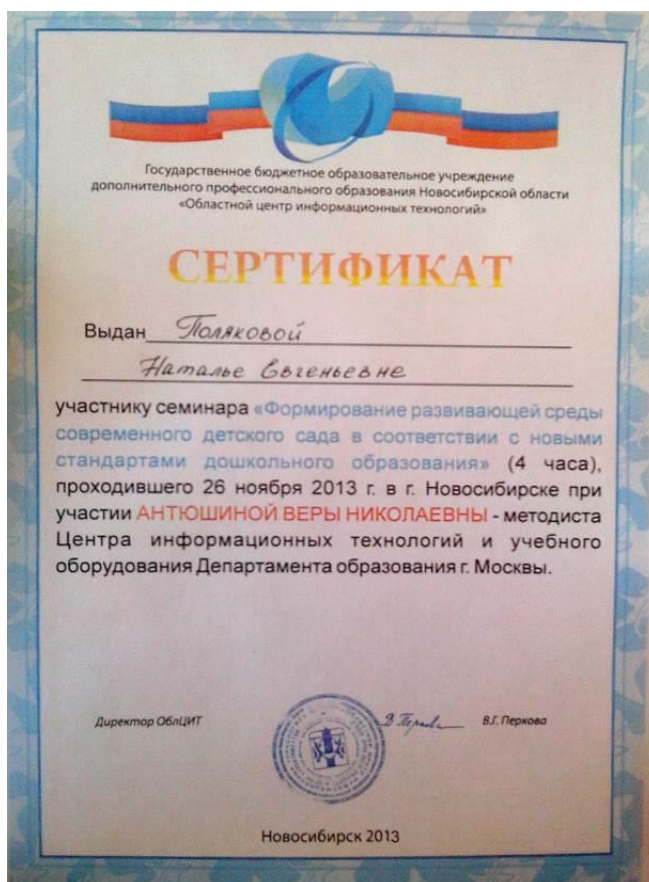 Государственное бюджетное образовательное учреждение
дополнительного профессионального образования Новосибирской области
«Областной центр информационных технологий»
СЕРТИФИКАТ
Выдан Поляковой
Наталье Евгеньевне
участнику семинара «Формирование развивающей среды
современного детского сада в соответствии с новыми
стандартами дошкольного образования» (4 часа),
проходившего 26 ноября 2013 г. в г. Новосибирске при
участии АНТЮШИНОЙ ВЕРЫ НИКОЛАЕВНЫ - методиста
Центра информационных технологий и учебного
оборудования Департамента образования г. Москвы.
Директор ОблЦИТ В.Г. Перкова
Новосибирск 2013